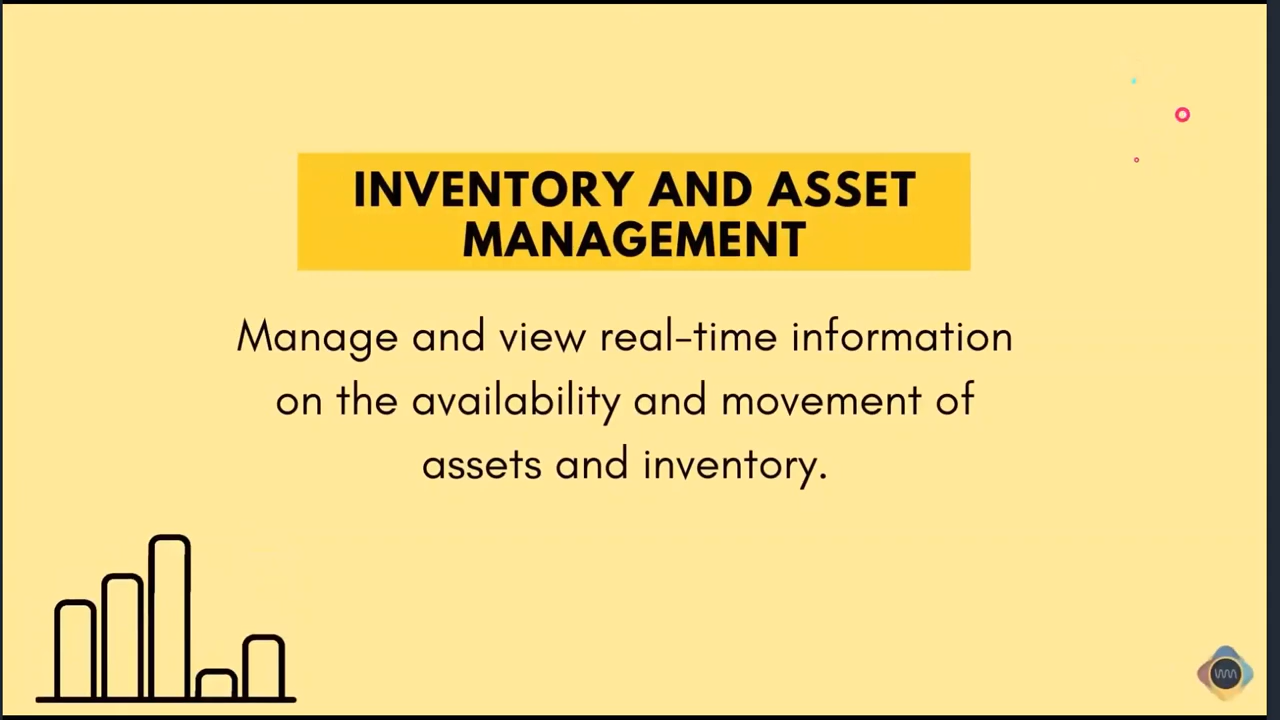 INVENTORY AND ASSET
MANAGEMENT
Manage and view real-time information
on the availability and movement of
assets and inventory.